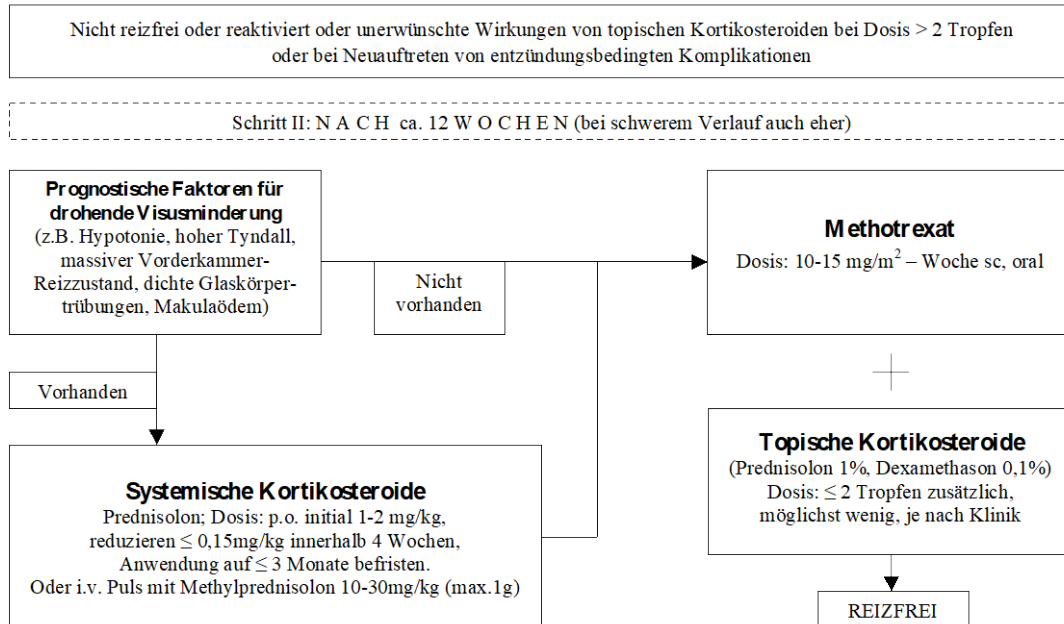 Nicht reizfrei oder reaktiviert oder unerwünschte Wirkungen von topischen Kortikosteroiden bei Dosis > 2 Tropfen
oder bei Neuauftreten von entzündungsbedingten Komplikationen
Schritt II: N A C H ca. 12 W O C H E N (bei schwerem Verlauf auch eher)
Prognostische Faktoren für
drohende Visusminderung
(z.B. Hypotonie, hoher Tyndall,
massiver Vorderkammer-
Reizzustand, dichte Glaskörper-
trübungen, Makulaödem)
Nicht
vorhanden
Methotrexat
Dosis: 10-15 mg/m² – Woche sc, oral
Vorhanden
Systemische Kortikosteroide
Prednisolon; Dosis: p.o. initial 1-2 mg/kg,
reduzieren ≤ 0,15mg/kg innerhalb 4 Wochen,
Anwendung auf ≤ 3 Monate befristen.
Oder i.v. Puls mit Methylprednisolon 10-30mg/kg (max.1g)
Topische Kortikosteroide
(Prednisolon 1%, Dexamethason 0,1%)
Dosis: ≤ 2 Tropfen zusätzlich,
möglichst wenig, je nach Klinik
REIZFREI